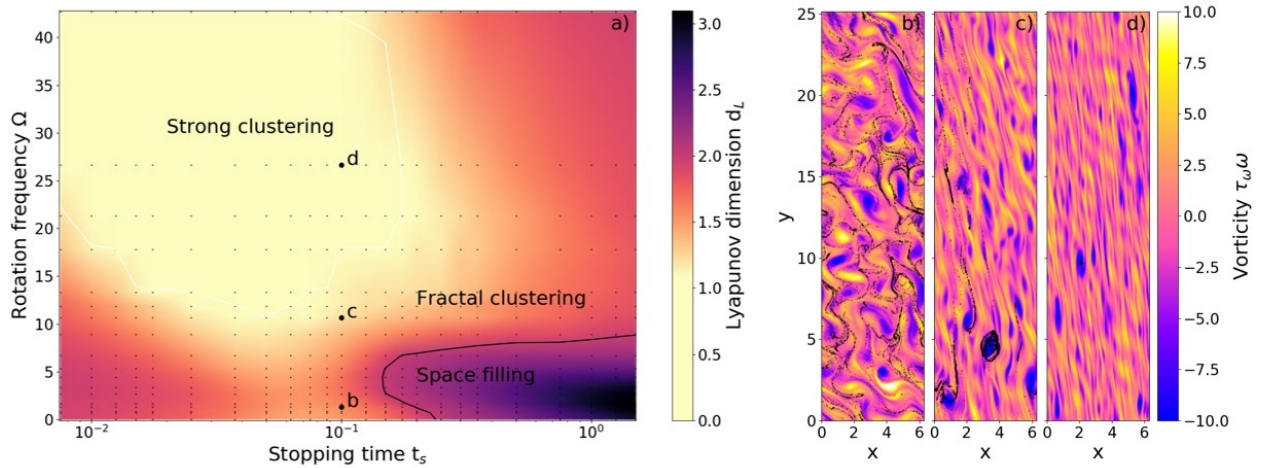 a)
40
35
30
25
20
15
10
5
0
Rotation frequency Ω
Strong clustering
d
Fractal clustering
c
Space filling
b
10⁻² 10⁻¹ 10⁰
Stopping time tₛ
3.0
2.5
2.0
1.5
1.0
0.5
0.0
Lyapunov dimension d_L
b) c) d)
25
20
15
10
5
0
y
0 2 4 6 0 2 4 6 0 2 4 6
x x x
10.0
7.5
5.0
2.5
0.0
−2.5
−5.0
−7.5
−10.0
Vorticity τ_ωω